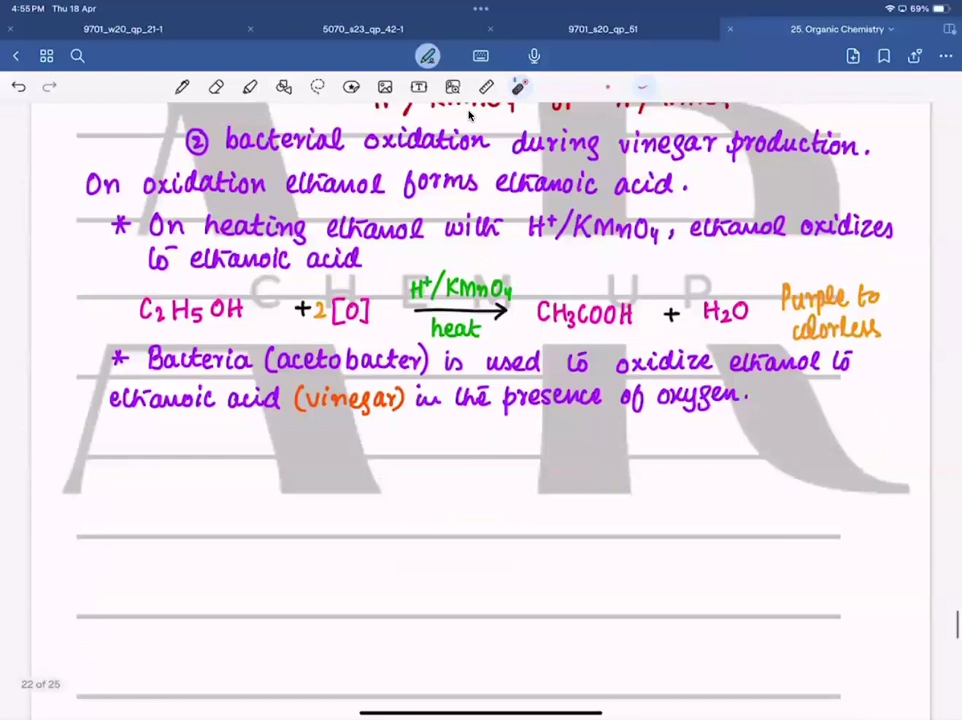 4:55 PM Thu 18 Apr
69%
9701_w20_qp_21-1
5070_s23_qp_42-1
9701_s20_qp_51
25. Organic Chemistry
② bacterial oxidation during vinegar production.
On oxidation ethanol forms ethanoic acid.
* On heating ethanol with H⁺/KMnO₄, ethanol oxidizes
to ethanoic acid
C₂H₅OH + 2[O] H⁺/KMnO₄ heat → CH₃COOH + H₂O Purple to colorless
* Bacteria (acetobacter) is used to oxidize ethanol to
ethanoic acid (vinegar) in the presence of oxygen.
AR
CHEM UP
22 of 25